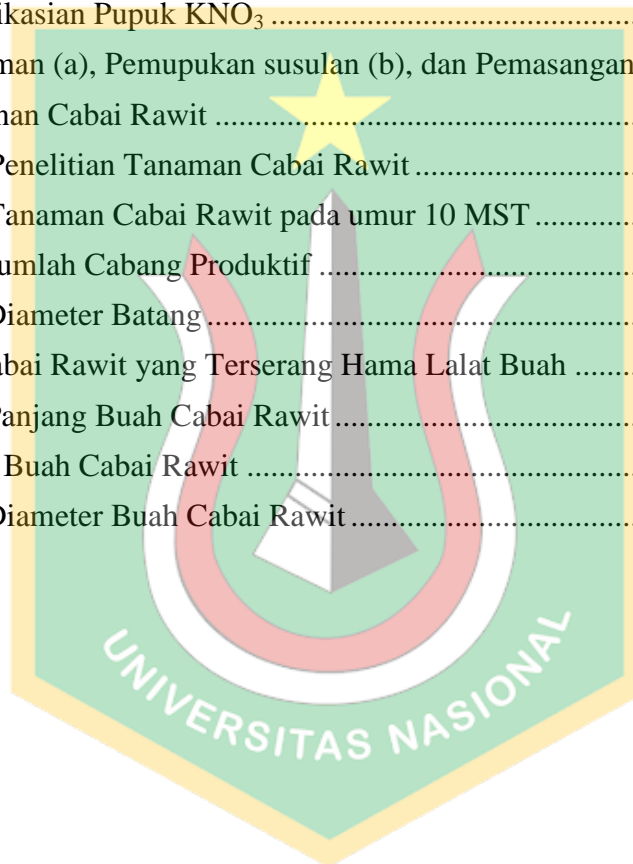 ikasian Pupuk KNO₃ ........................................................
man (a), Pemupukan susulan (b), dan Pemasangan
nan Cabai Rawit ........................................................
Penelitian Tanaman Cabai Rawit ........................................................
Tanaman Cabai Rawit pada umur 10 MST ........................................................
umlah Cabang Produktif ........................................................
Diameter Batang ........................................................
abai Rawit yang Terserang Hama Lalat Buah ........................................................
Panjang Buah Cabai Rawit ........................................................
Buah Cabai Rawit ........................................................
Diameter Buah Cabai Rawit ........................................................
UNIVERSITAS NASIONAL